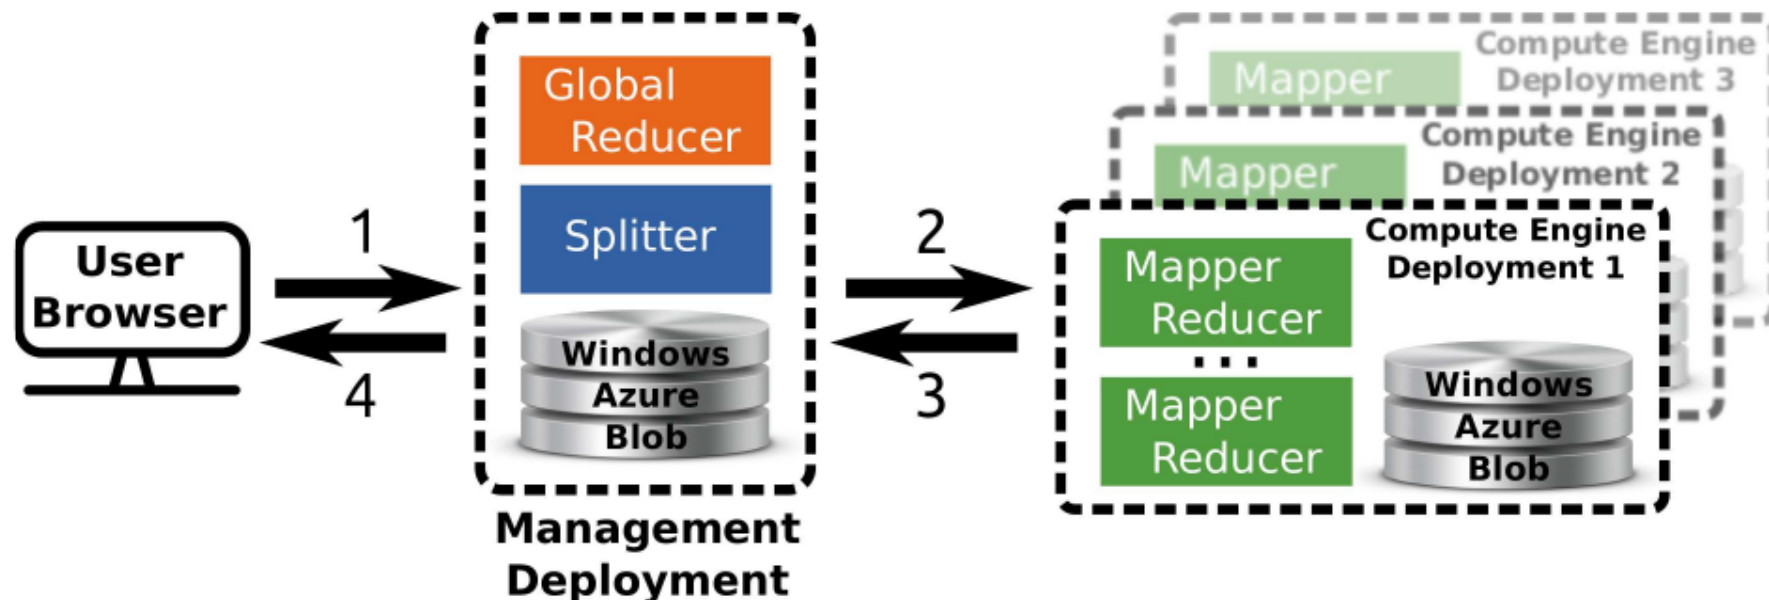 User
Browser
1
4
Global
Reducer
Splitter
Windows
Azure
Blob
Management
Deployment
2
3
Compute Engine
Deployment 3
Mapper
Compute Engine
Deployment 2
Mapper
Compute Engine
Deployment 1
Mapper
Reducer
...
Mapper
Reducer
Windows
Azure
Blob